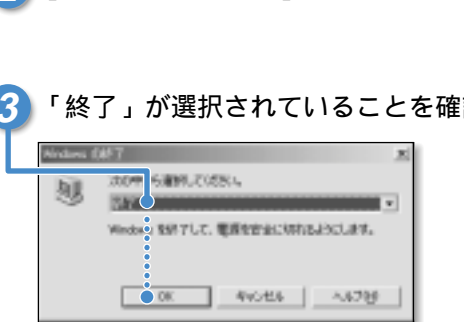 3 「終了」が選択されていることを確
Windows の終了
次の中から選択してください。
Windows を終了して、電源を安全に切れるようにします。
OK キャンセル ヘルプ(H)